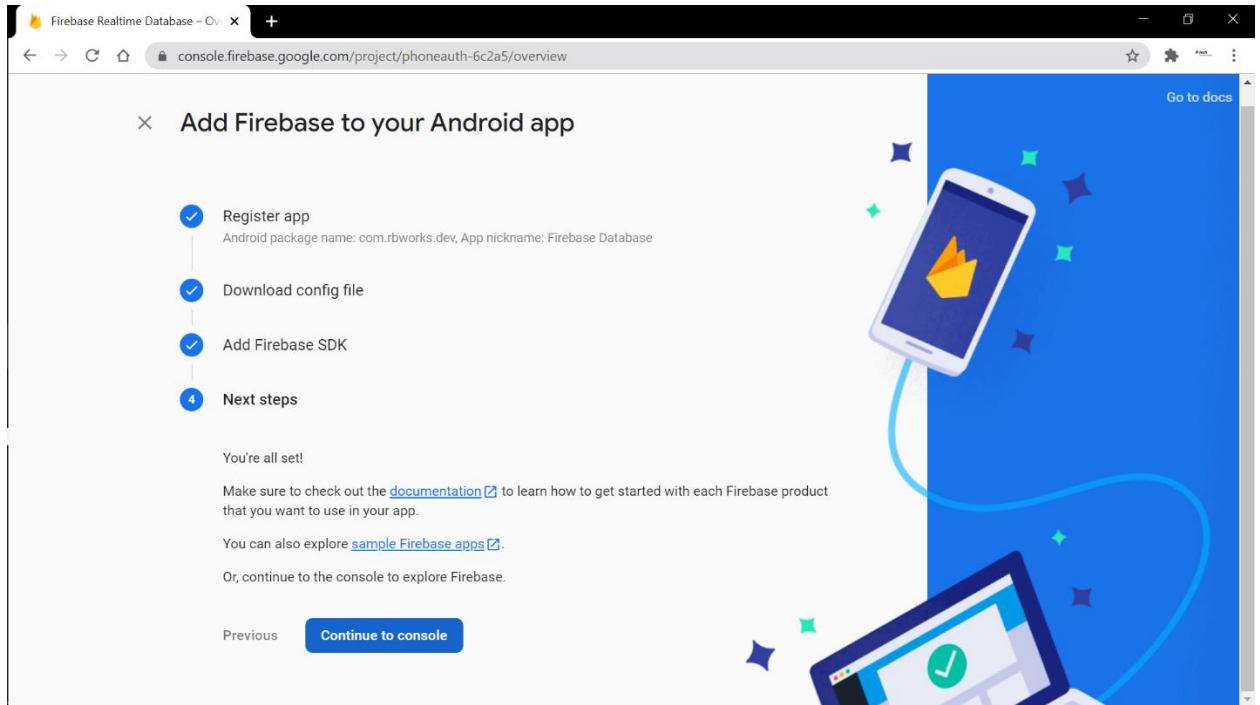 Firebase Realtime Database – Ov
console.firebase.google.com/project/phoneauth-6c2a5/overview
Go to docs
Add Firebase to your Android app
Register app
Android package name: com.rbworks.dev, App nickname: Firebase Database
Download config file
Add Firebase SDK
4 Next steps
You're all set!
Make sure to check out the documentation to learn how to get started with each Firebase product
that you want to use in your app.
You can also explore sample Firebase apps.
Or, continue to the console to explore Firebase.
Previous Continue to console